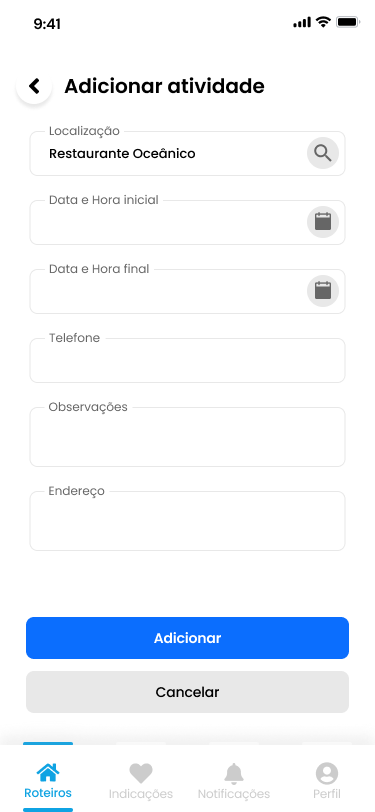 9:41
Adicionar atividade
Localização
Restaurante Oceânico
Data e Hora inicial
Data e Hora final
Telefone
Observações
Endereço
Adicionar
Cancelar
Roteiros Indicações Notificações Perfil